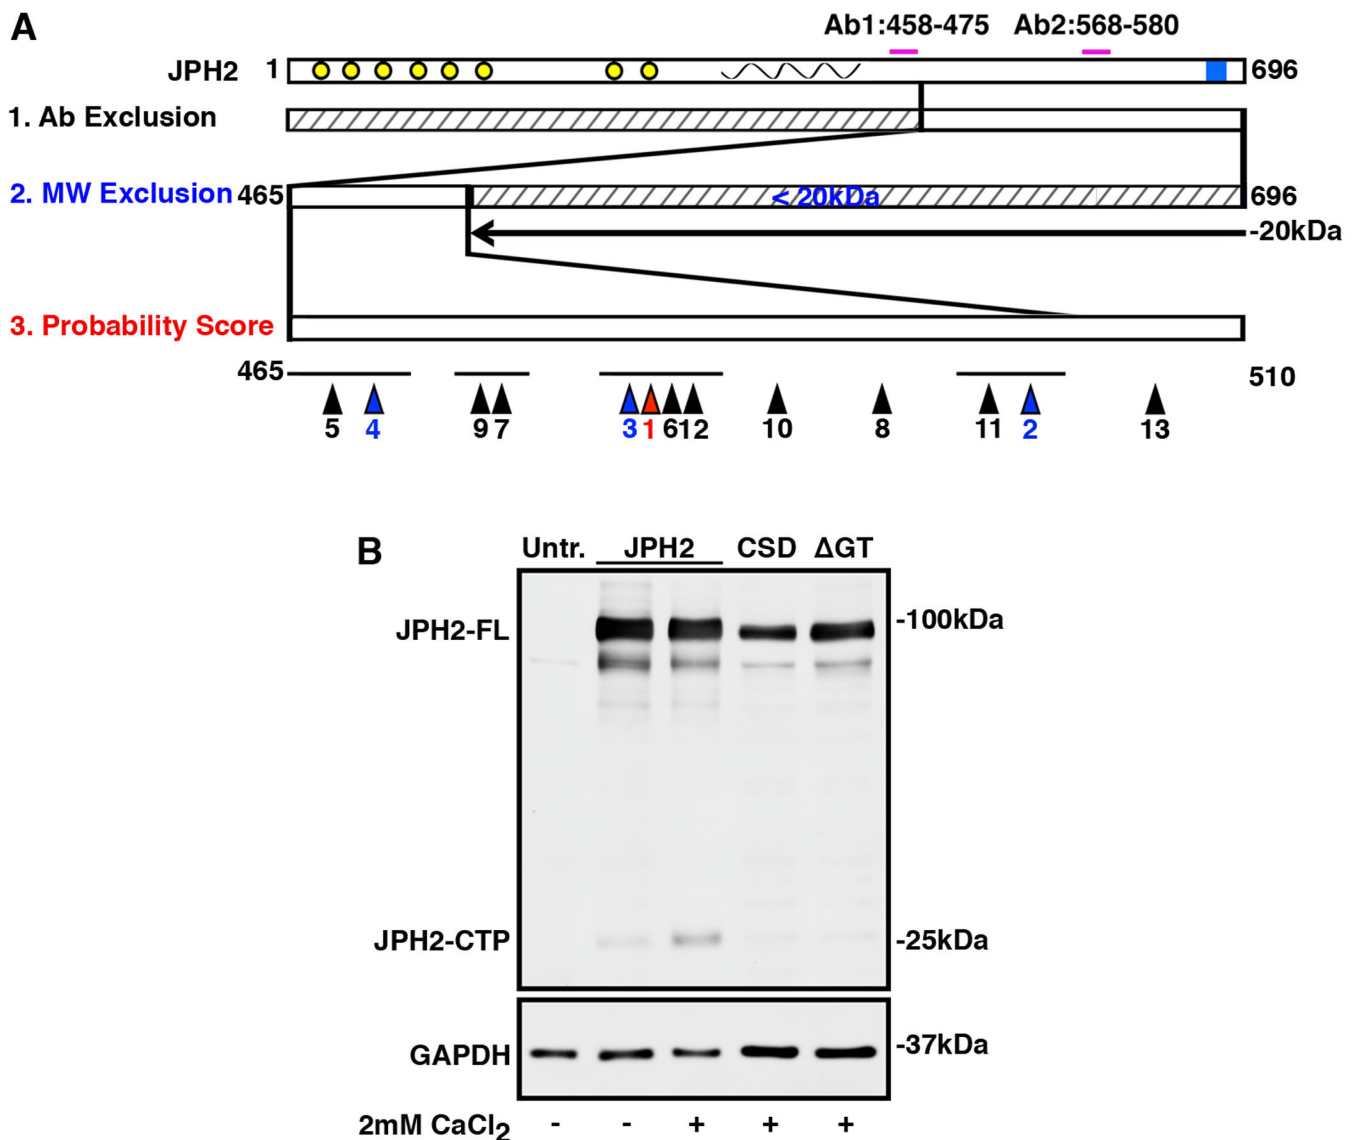 A
Ab1:458-475 Ab2:568-580
JPH2 1 696
1. Ab Exclusion
2. MW Exclusion 465 < 20kDa 696
-20kDa
3. Probability Score
465 510
5 4 9 7 3 1 6 12 10 8 11 2 13
B
Untr. JPH2 CSD ΔGT
JPH2-FL -100kDa
JPH2-CTP -25kDa
GAPDH -37kDa
2mM CaCl2 - - + + +